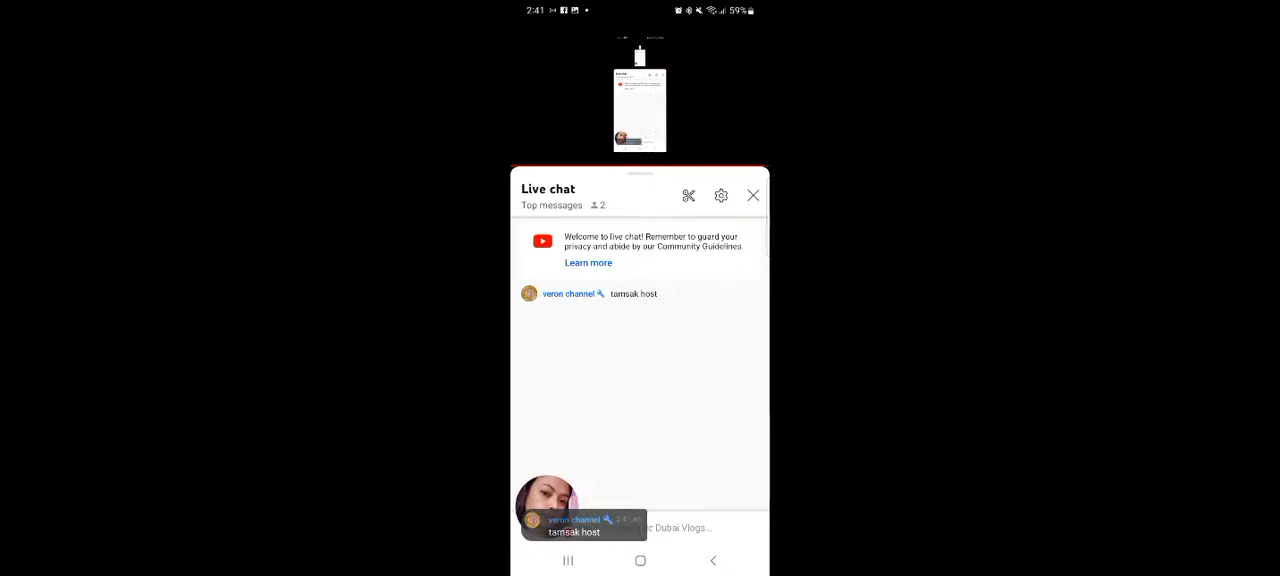 2:41
59%
Live chat
Top messages 2
Welcome to live chat! Remember to guard your
privacy and abide by our Community Guidelines.
Learn more
veron channel tamsak host
veron channel
tamsak host
Dubai Vlogs...